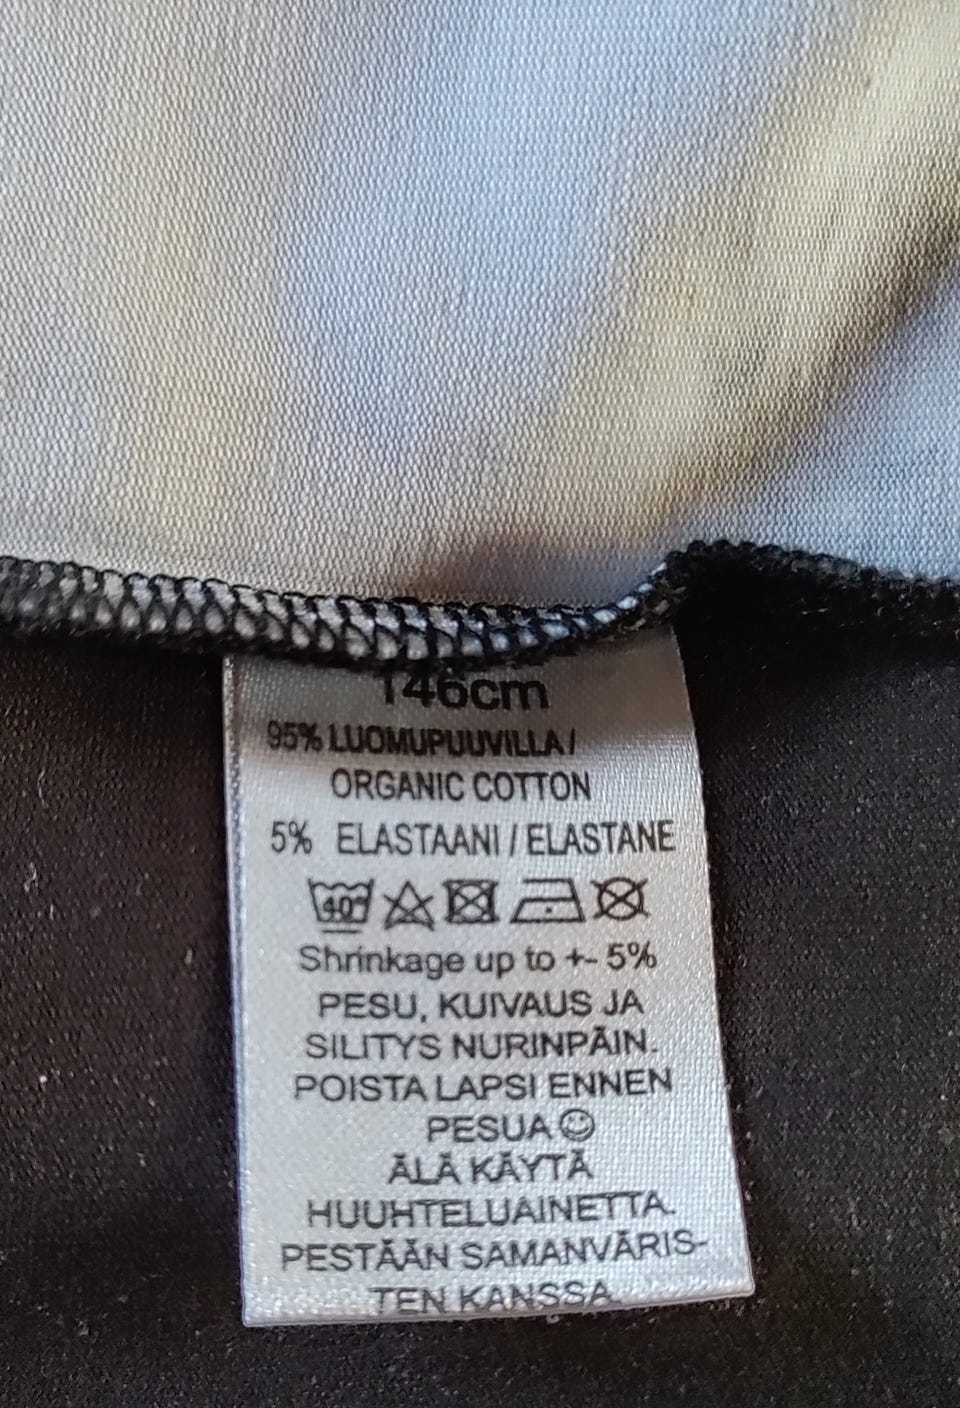 146cm
95% LUOMUPUUVILLA /
ORGANIC COTTON
5% ELASTAANI / ELASTANE
40°
Shrinkage up to +- 5%
PESU, KUIVAUS JA
SILITYS NURINPÄIN.
POISTA LAPSI ENNEN
PESUA☺
ÄLÄ KÄYTÄ
HUUHTELUAINETTA.
PESTÄÄN SAMANVÄRIS-
TEN KANSSA